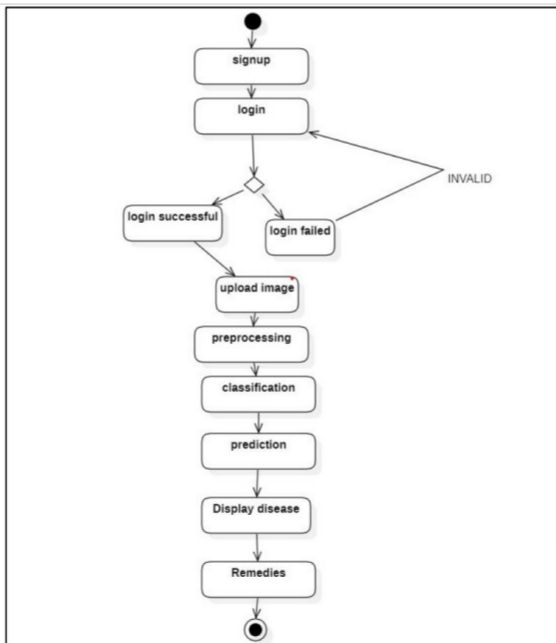 signup
login
INVALID
login successful
login failed
upload image
preprocessing
classification
prediction
Display disease
Remedies